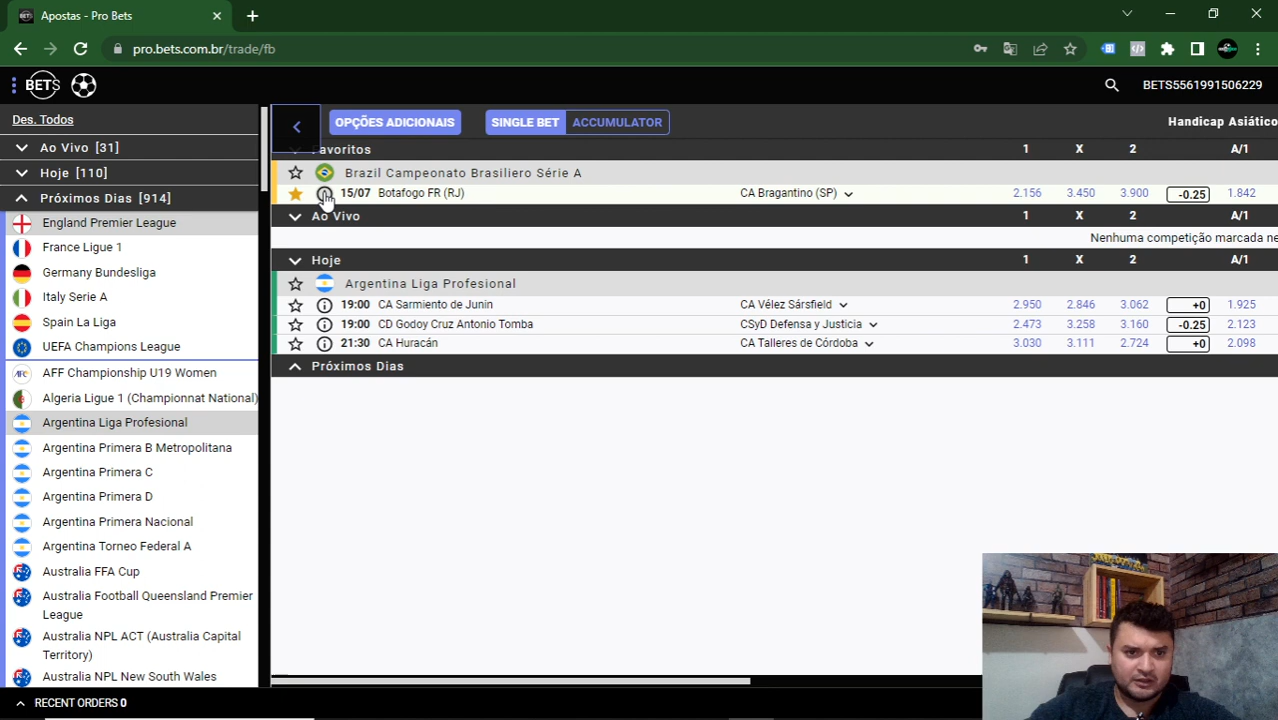 Apostas - Pro Bets
pro.bets.com.br/trade/fb
BETS BETS5561991506229
Des. Todos
Ao Vivo [31]
Hoje [110]
Próximos Dias [914]
England Premier League
France Ligue 1
Germany Bundesliga
Italy Serie A
Spain La Liga
UEFA Champions League
AFF Championship U19 Women
Algeria Ligue 1 (Championnat National)
Argentina Liga Profesional
Argentina Primera B Metropolitana
Argentina Primera C
Argentina Primera D
Argentina Primera Nacional
Argentina Torneo Federal A
Australia FFA Cup
Australia Football Queensland Premier
League
Australia NPL ACT (Australia Capital
Territory)
Australia NPL New South Wales
OPÇÕES ADICIONAIS SINGLE BET ACCUMULATOR Handicap Asiático
Favoritos 1 X 2 A/1
Brazil Campeonato Brasiliero Série A
15/07 Botafogo FR (RJ) CA Bragantino (SP) 2.156 3.450 3.900 -0.25 1.842
Ao Vivo 1 X 2 A/1
Nenhuma competição marcada ne
Hoje 1 X 2 A/1
Argentina Liga Profesional
19:00 CA Sarmiento de Junin CA Vélez Sársfield 2.950 2.846 3.062 +0 1.925
19:00 CD Godoy Cruz Antonio Tomba CSyD Defensa y Justicia 2.473 3.258 3.160 -0.25 2.123
21:30 CA Huracán CA Talleres de Córdoba 3.030 3.111 2.724 +0 2.098
Próximos Dias
RECENT ORDERS 0